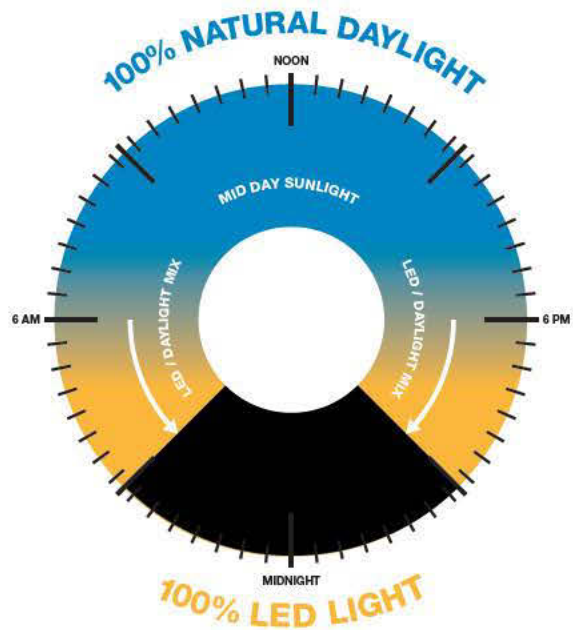 100% NATURAL DAYLIGHT
NOON
MID DAY SUNLIGHT
LED / DAYLIGHT MIX
LED / DAYLIGHT MIX
6 AM
6 PM
MIDNIGHT
100% LED LIGHT